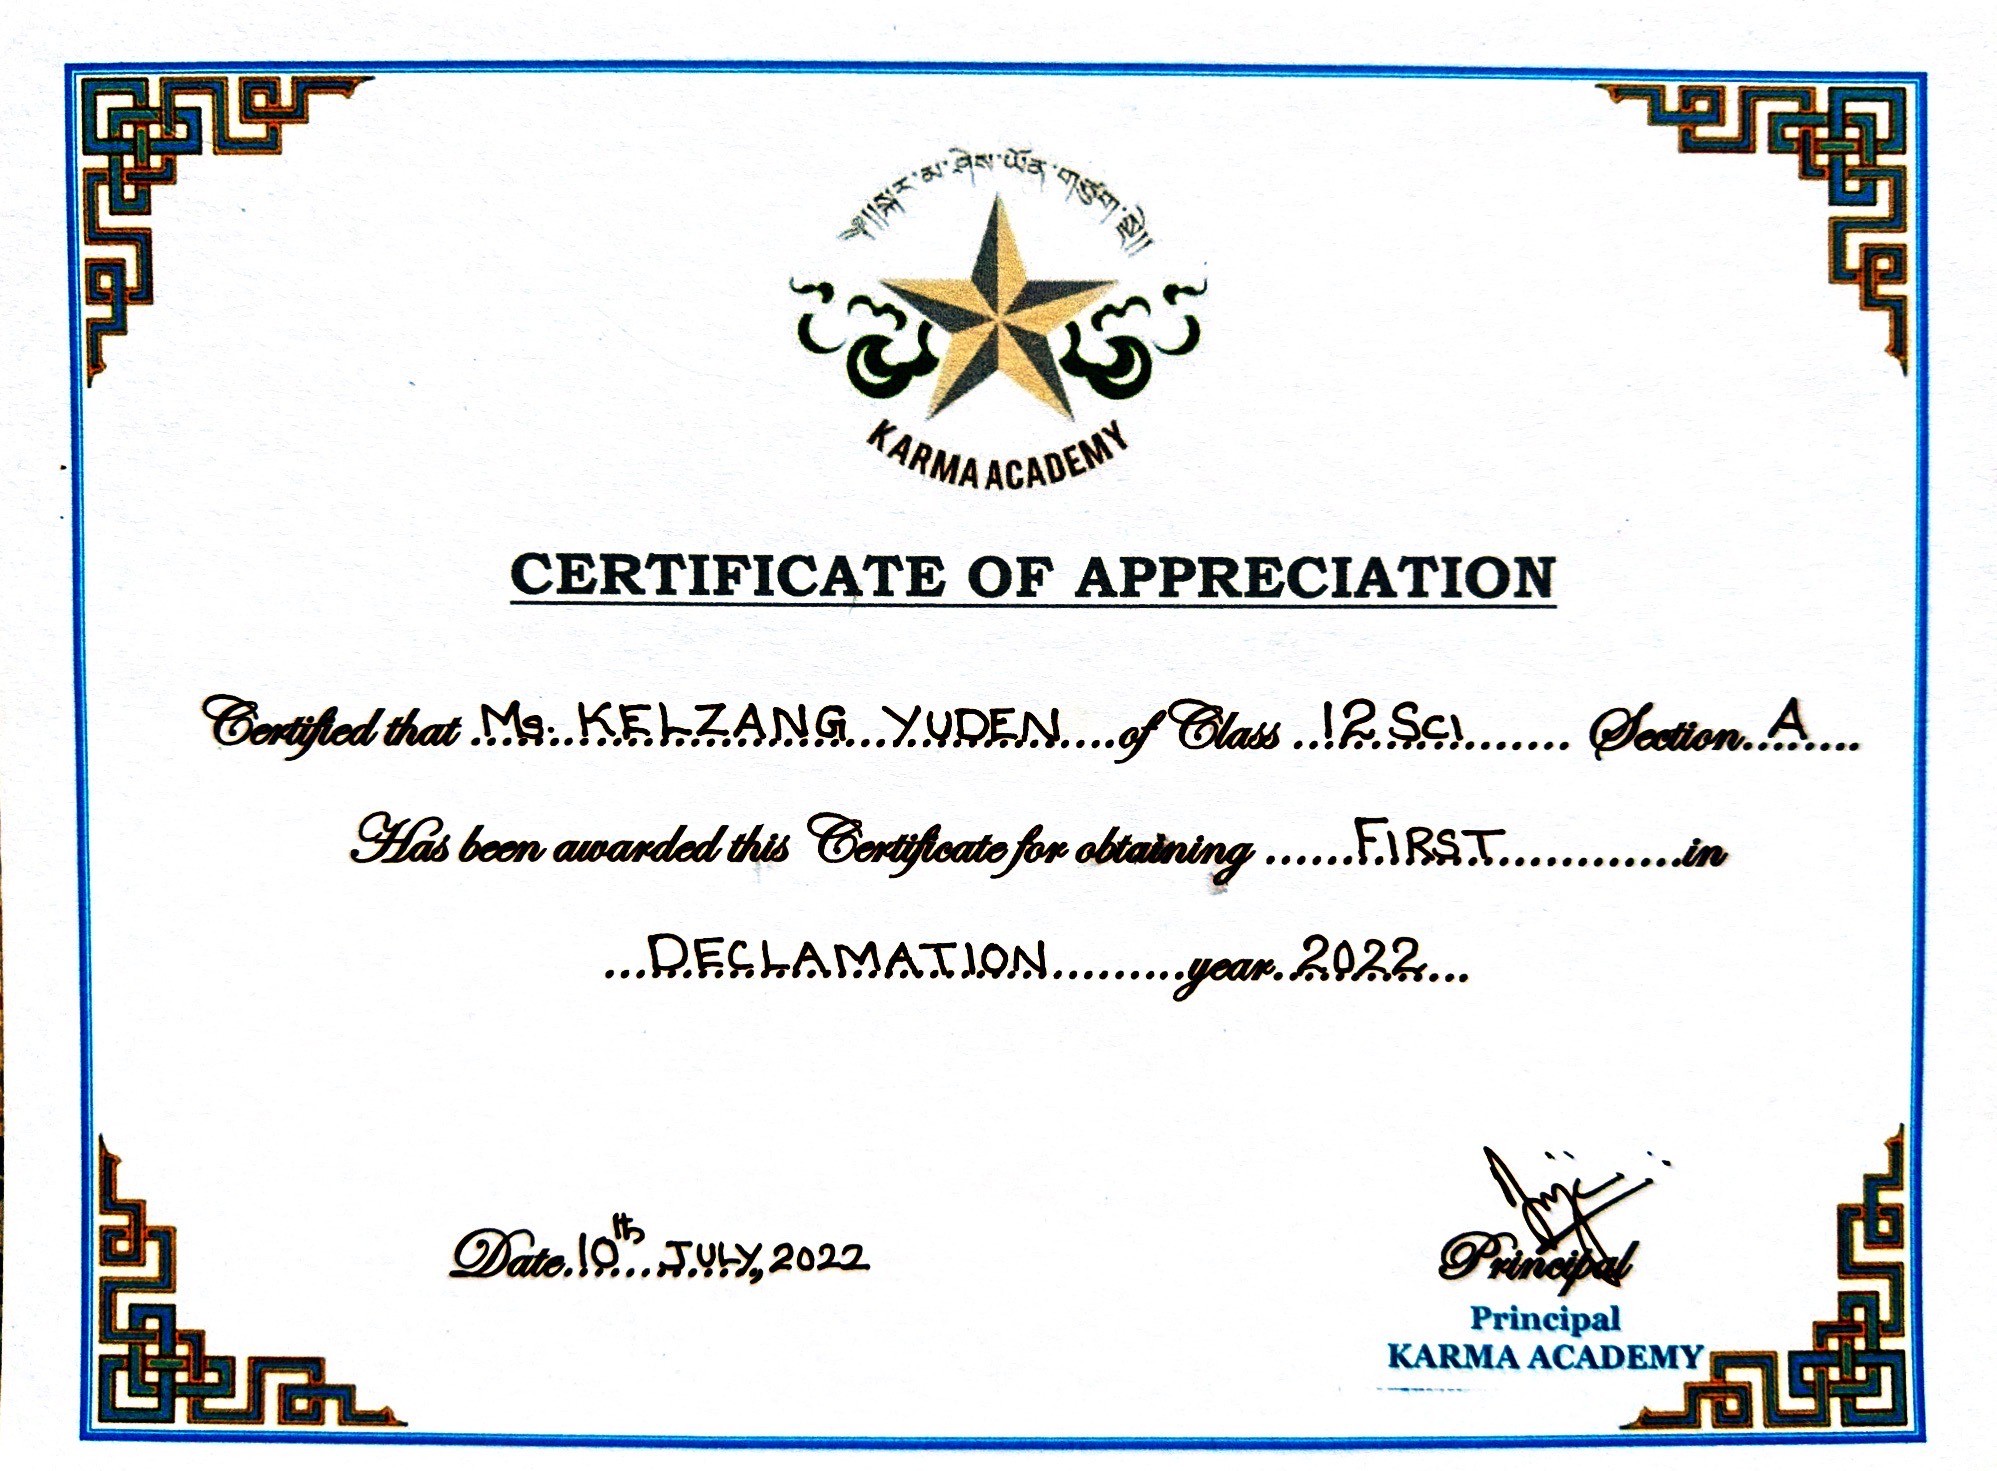 ༄།།སྐར་མ་ཤེས་ཡོན་གཙུག་སྡེ།།
KARMA ACADEMY
CERTIFICATE OF APPRECIATION
Certified that Ms. KELZANG YUDEN of Class 12 Sci Section A
Has been awarded this Certificate for obtaining FIRST in
DECLAMATION year 2022
Date 10th JULY, 2022
Principal
Principal
KARMA ACADEMY